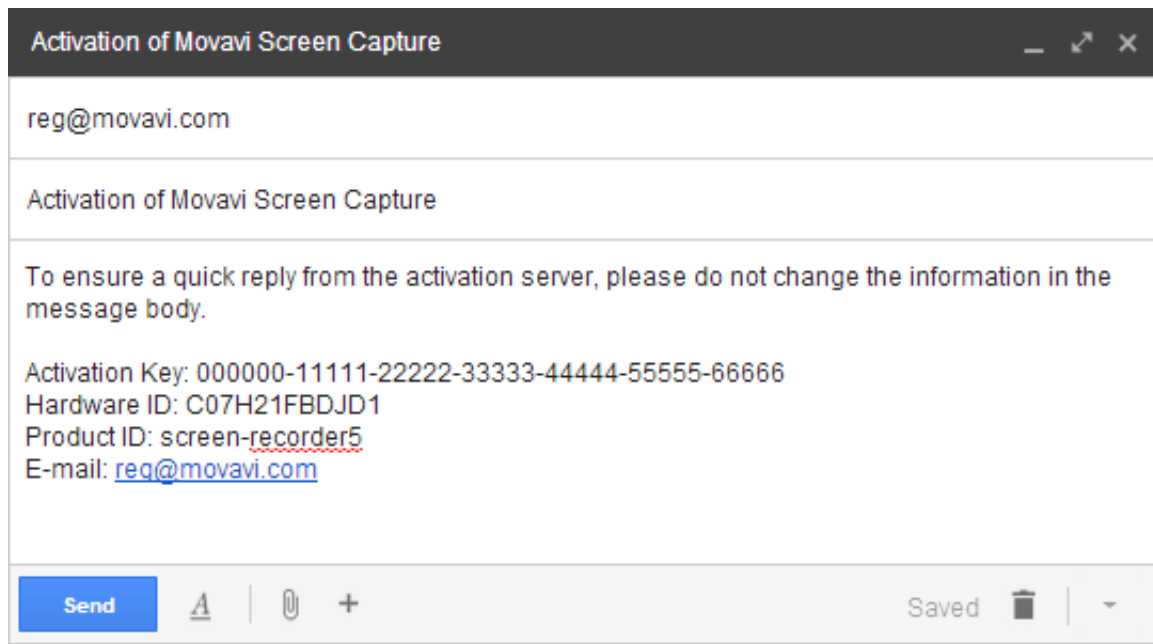 Activation of Movavi Screen Capture
reg@movavi.com
Activation of Movavi Screen Capture
To ensure a quick reply from the activation server, please do not change the information in the
message body.
Activation Key: 000000-11111-22222-33333-44444-55555-66666
Hardware ID: C07H21FBDJD1
Product ID: screen-recorder5
E-mail: reg@movavi.com
Send A Saved